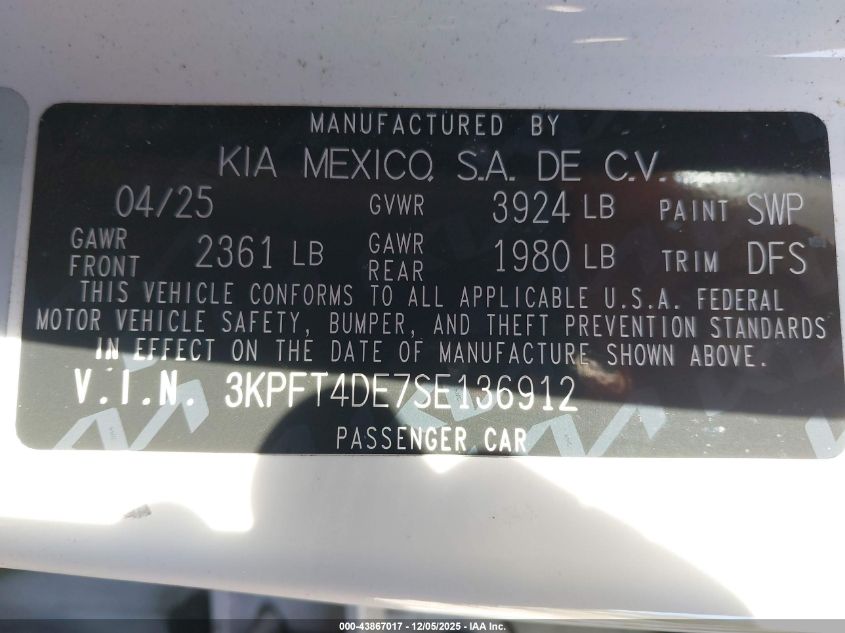 MANUFACTURED BY
KIA MEXICO, S.A. DE C.V.
04/25 GVWR 3924 LB PAINT SWP
GAWR FRONT 2361 LB GAWR REAR 1980 LB TRIM DFS
THIS VEHICLE CONFORMS TO ALL APPLICABLE U.S.A. FEDERAL
MOTOR VEHICLE SAFETY, BUMPER, AND THEFT PREVENTION STANDARDS
IN EFFECT ON THE DATE OF MANUFACTURE SHOWN ABOVE.
V.I.N. 3KPFT4DE7SE136912
PASSENGER CAR
000-43867017 - 12/05/2025 - IAA Inc.